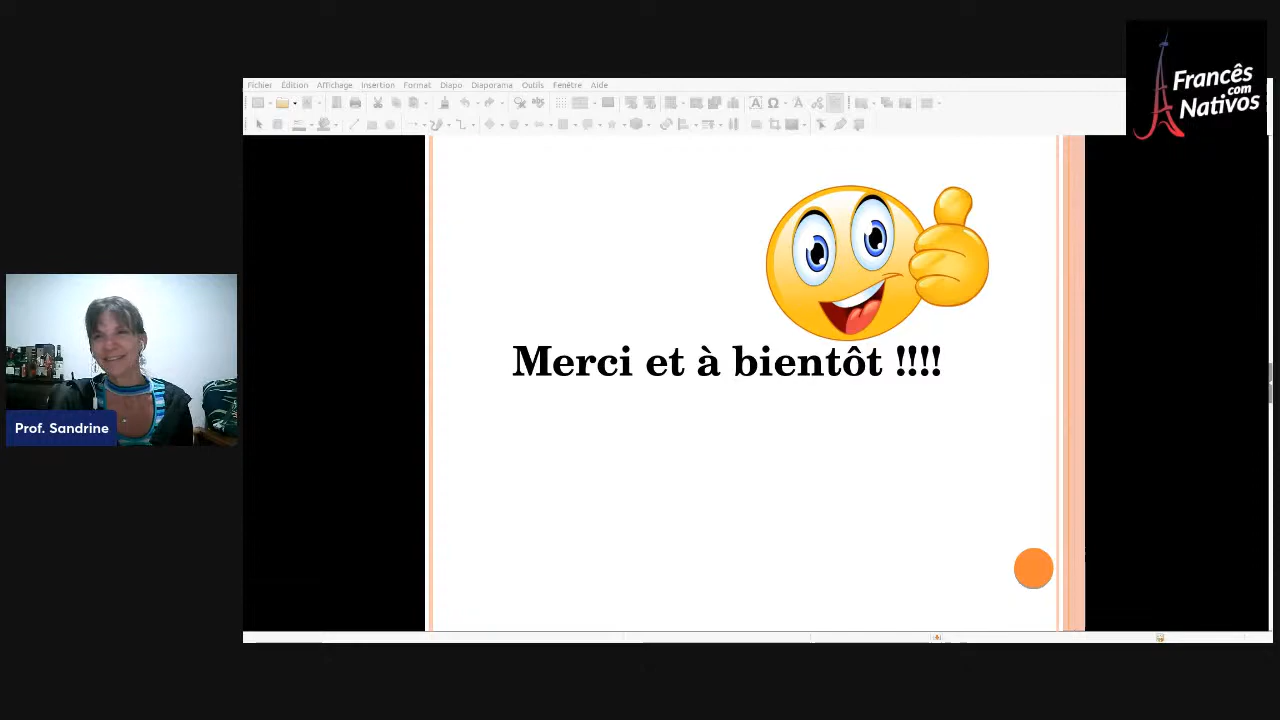 Francês
com
Nativos
Fichier Édition Affichage Insertion Format Diapo Diaporama Outils Fenêtre Aide
Merci et à bientôt !!!!
Prof. Sandrine